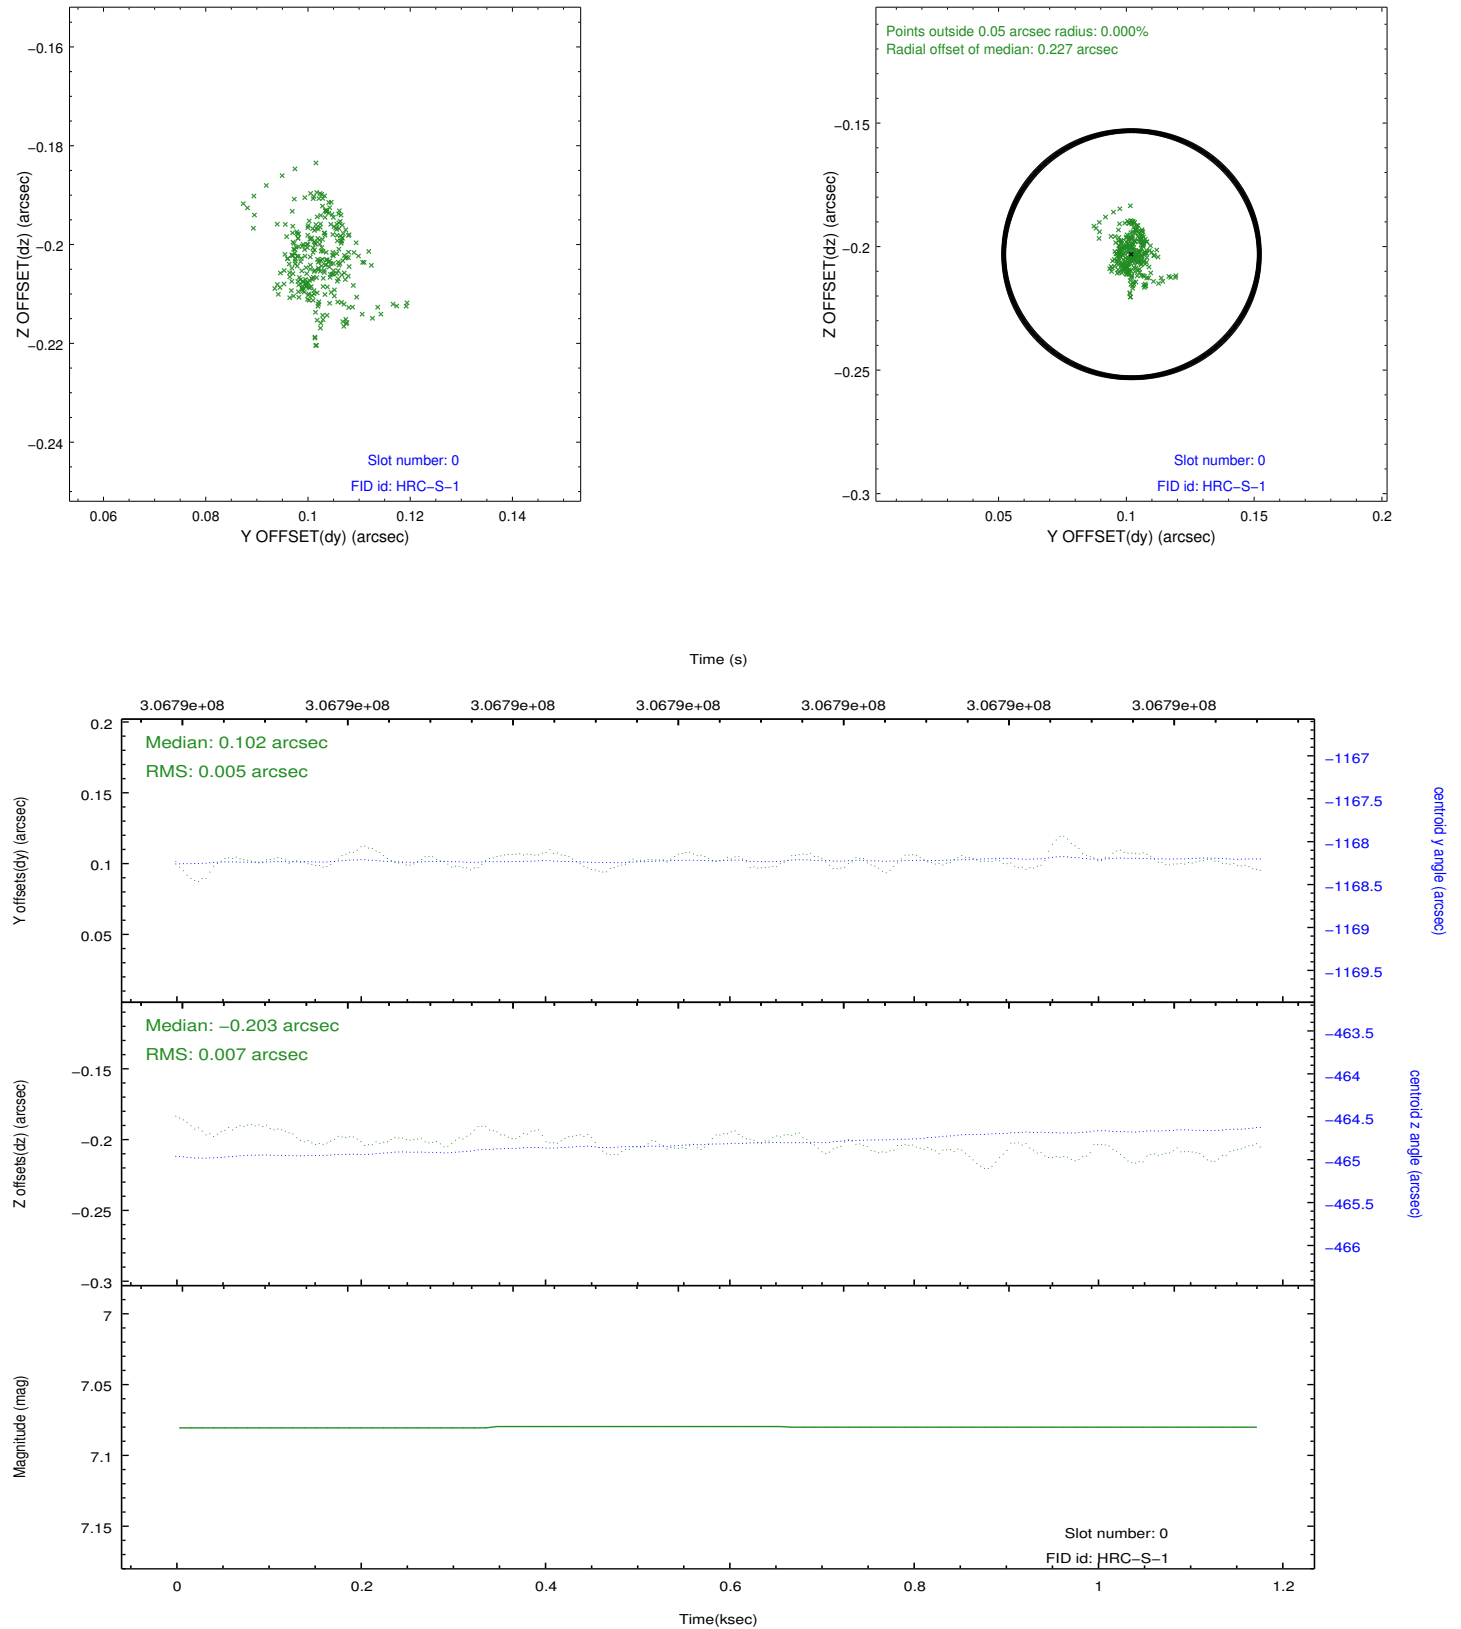 −0.16
−0.18
−0.2
−0.22
−0.24
Z OFFSET(dz) (arcsec)
Slot number: 0
FID id: HRC−S−1
0.06 0.08 0.1 0.12 0.14
Y OFFSET(dy) (arcsec)
Points outside 0.05 arcsec radius: 0.000%
Radial offset of median: 0.227 arcsec
−0.15
−0.2
−0.25
−0.3
Z OFFSET(dz) (arcsec)
Slot number: 0
FID id: HRC−S−1
0.05 0.1 0.15 0.2
Y OFFSET(dy) (arcsec)
Time (s)
3.0679e+08 3.0679e+08 3.0679e+08 3.0679e+08 3.0679e+08 3.0679e+08 3.0679e+08
Median: 0.102 arcsec
RMS: 0.005 arcsec
0.2
0.15
0.1
0.05
Y offsets(dy) (arcsec)
−1167
−1167.5
−1168
−1168.5
−1169
−1169.5
centroid y angle (arcsec)
Median: −0.203 arcsec
RMS: 0.007 arcsec
−0.15
−0.2
−0.25
−0.3
Z offsets(dz) (arcsec)
−463.5
−464
−464.5
−465
−465.5
−466
centroid z angle (arcsec)
7
7.05
7.1
7.15
Magnitude (mag)
Slot number: 0
FID id: HRC−S−1
0 0.2 0.4 0.6 0.8 1 1.2
Time(ksec)